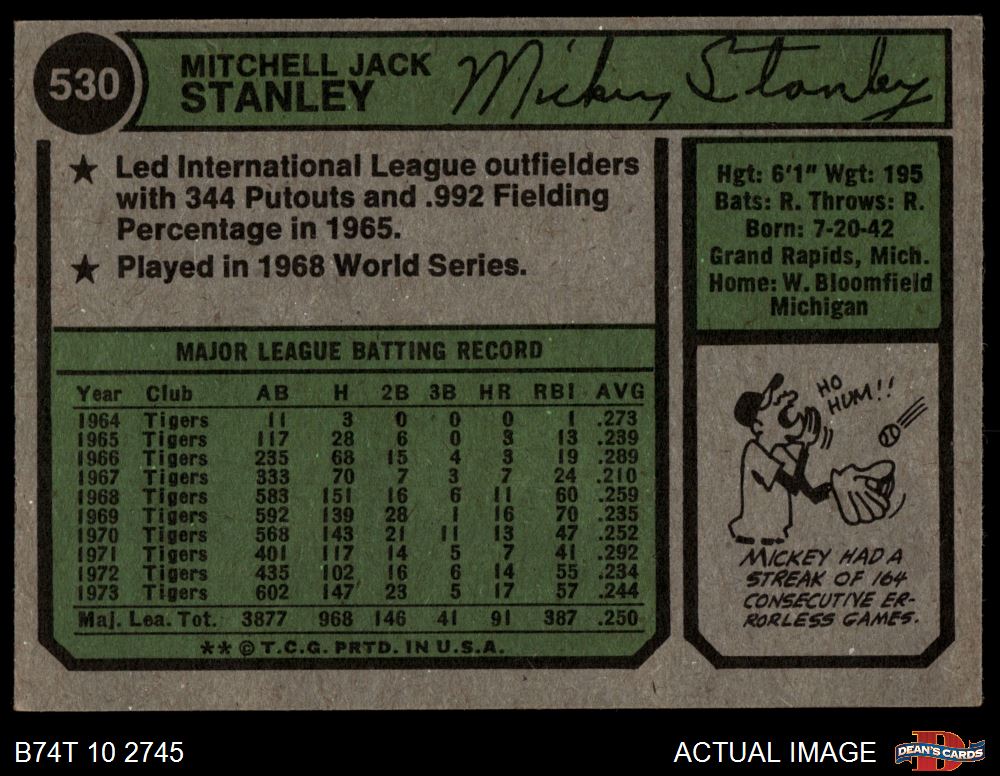 530
MITCHELL JACK
STANLEY
Mickey Stanley
★ Led International League outfielders
with 344 Putouts and .992 Fielding
Percentage in 1965.
★ Played in 1968 World Series.
Hgt: 6'1" Wgt: 195
Bats: R. Throws: R.
Born: 7-20-42
Grand Rapids, Mich.
Home: W. Bloomfield
Michigan
MAJOR LEAGUE BATTING RECORD
Year Club AB H 2B 3B HR RBI AVG
1964 Tigers 11 3 0 0 0 1 .273
1965 Tigers 117 28 6 0 3 13 .239
1966 Tigers 235 68 15 4 3 19 .289
1967 Tigers 333 70 7 3 7 24 .210
1968 Tigers 583 151 16 6 11 60 .259
1969 Tigers 592 139 28 1 16 70 .235
1970 Tigers 568 143 21 11 13 47 .252
1971 Tigers 401 117 14 5 7 41 .292
1972 Tigers 435 102 16 6 14 55 .234
1973 Tigers 602 147 23 5 17 57 .244
Maj. Lea. Tot. 3877 968 146 41 91 387 .250
** © T.C.G. PRTD. IN U.S.A.
HO
HUM!!
MICKEY HAD A
STREAK OF 164
CONSECUTIVE ER-
RORLESS GAMES.
B74T 10 2745
ACTUAL IMAGE
D
DEAN'S CARDS